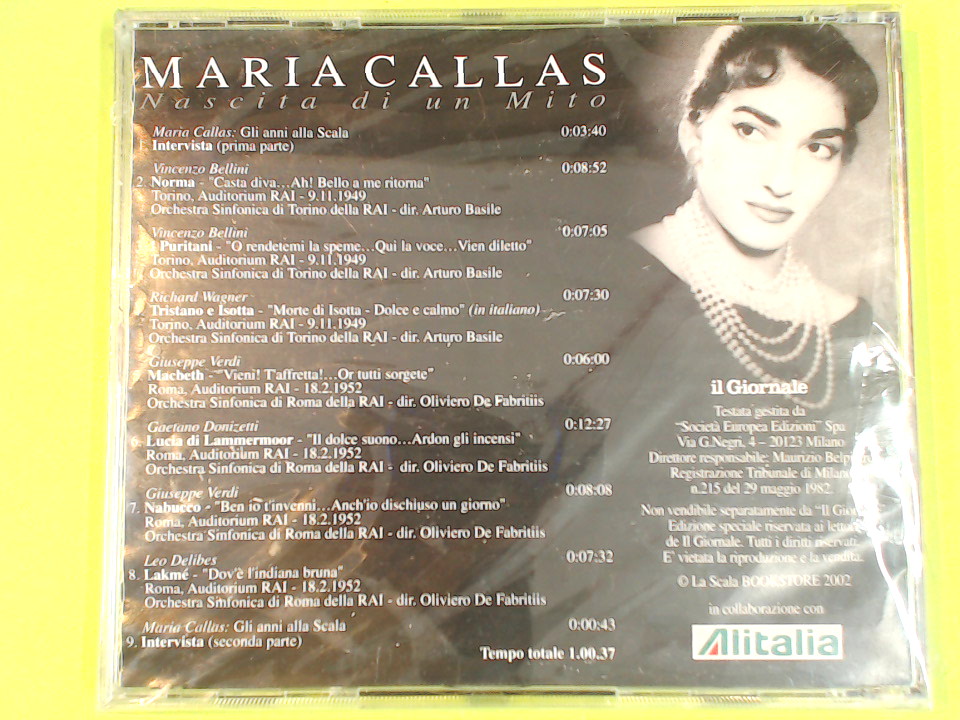 MARIA CALLAS
Nascita di un Mito
Maria Callas: Gli anni alla Scala 0:03:40
1. Intervista (prima parte)
Vincenzo Bellini 0:08:52
2. Norma - "Casta diva...Ah! Bello a me ritorna"
Torino, Auditorium RAI - 9.11.1949
Orchestra Sinfonica di Torino della RAI - dir. Arturo Basile
Vincenzo Bellini 0:07:05
3. I Puritani - "O rendetemi la speme...Qui la voce...Vien diletto"
Torino, Auditorium RAI - 9.11.1949
Orchestra Sinfonica di Torino della RAI - dir. Arturo Basile
Richard Wagner 0:07:30
Tristano e Isotta - "Morte di Isotta - Dolce e calmo" (in italiano)
Torino, Auditorium RAI - 9.11.1949
Orchestra Sinfonica di Torino della RAI - dir. Arturo Basile
Giuseppe Verdi 0:06:00
5. Macbeth - "Vieni! T'affretta!...Or tutti sorgete"
Roma, Auditorium RAI - 18.2.1952
Orchestra Sinfonica di Roma della RAI - dir. Oliviero De Fabritiis
Gaetano Donizetti 0:12:27
6. Lucia di Lammermoor - "Il dolce suono...Ardon gli incensi"
Roma, Auditorium RAI - 18.2.1952
Orchestra Sinfonica di Roma della RAI - dir. Oliviero De Fabritiis
Giuseppe Verdi 0:08:08
7. Nabucco - "Ben io t'invenni...Anch'io dischiuso un giorno"
Roma, Auditorium RAI - 18.2.1952
Orchestra Sinfonica di Roma della RAI - dir. Oliviero De Fabritiis
Leo Delibes 0:07:32
8. Lakmé - "Dov'è l'indiana bruna"
Roma, Auditorium RAI - 18.2.1952
Orchestra Sinfonica di Roma della RAI - dir. Oliviero De Fabritiis
Maria Callas: Gli anni alla Scala 0:00:43
9. Intervista (seconda parte)
Tempo totale 1.00.37
il Giornale
Testata gestita da
"Società Europea Edizioni" Spa
Via G.Negri, 4 – 20123 Milano
Direttore responsabile: Maurizio
Registrazione Tribunale di Milano
n.215 del 29 maggio 1982.
Non vendibile separatamente da "Il
Edizione speciale riservata ai lettori
de Il Giornale. Tutti i diritti riservati.
E' vietata la riproduzione e la vendita.
© La Scala BOOKSTORE 2002
in collaborazione con
Alitalia